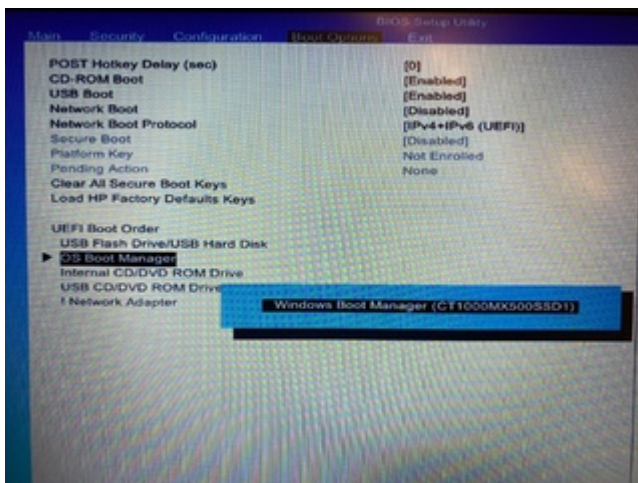 BIOS Setup Utility
Main Security Configuration Boot Options Exit
POST Hotkey Delay (sec) [0]
CD-ROM Boot [Enabled]
USB Boot [Enabled]
Network Boot [Disabled]
Network Boot Protocol [IPv4+IPv6 (UEFI)]
Secure Boot [Disabled]
Platform Key Not Enrolled
Pending Action None
Clear All Secure Boot Keys
Load HP Factory Defaults Keys
UEFI Boot Order
USB Flash Drive/USB Hard Disk
OS Boot Manager
Internal CD/DVD ROM Drive
USB CD/DVD ROM Drive
! Network Adapter
Windows Boot Manager (CT1000MX500SSD1)